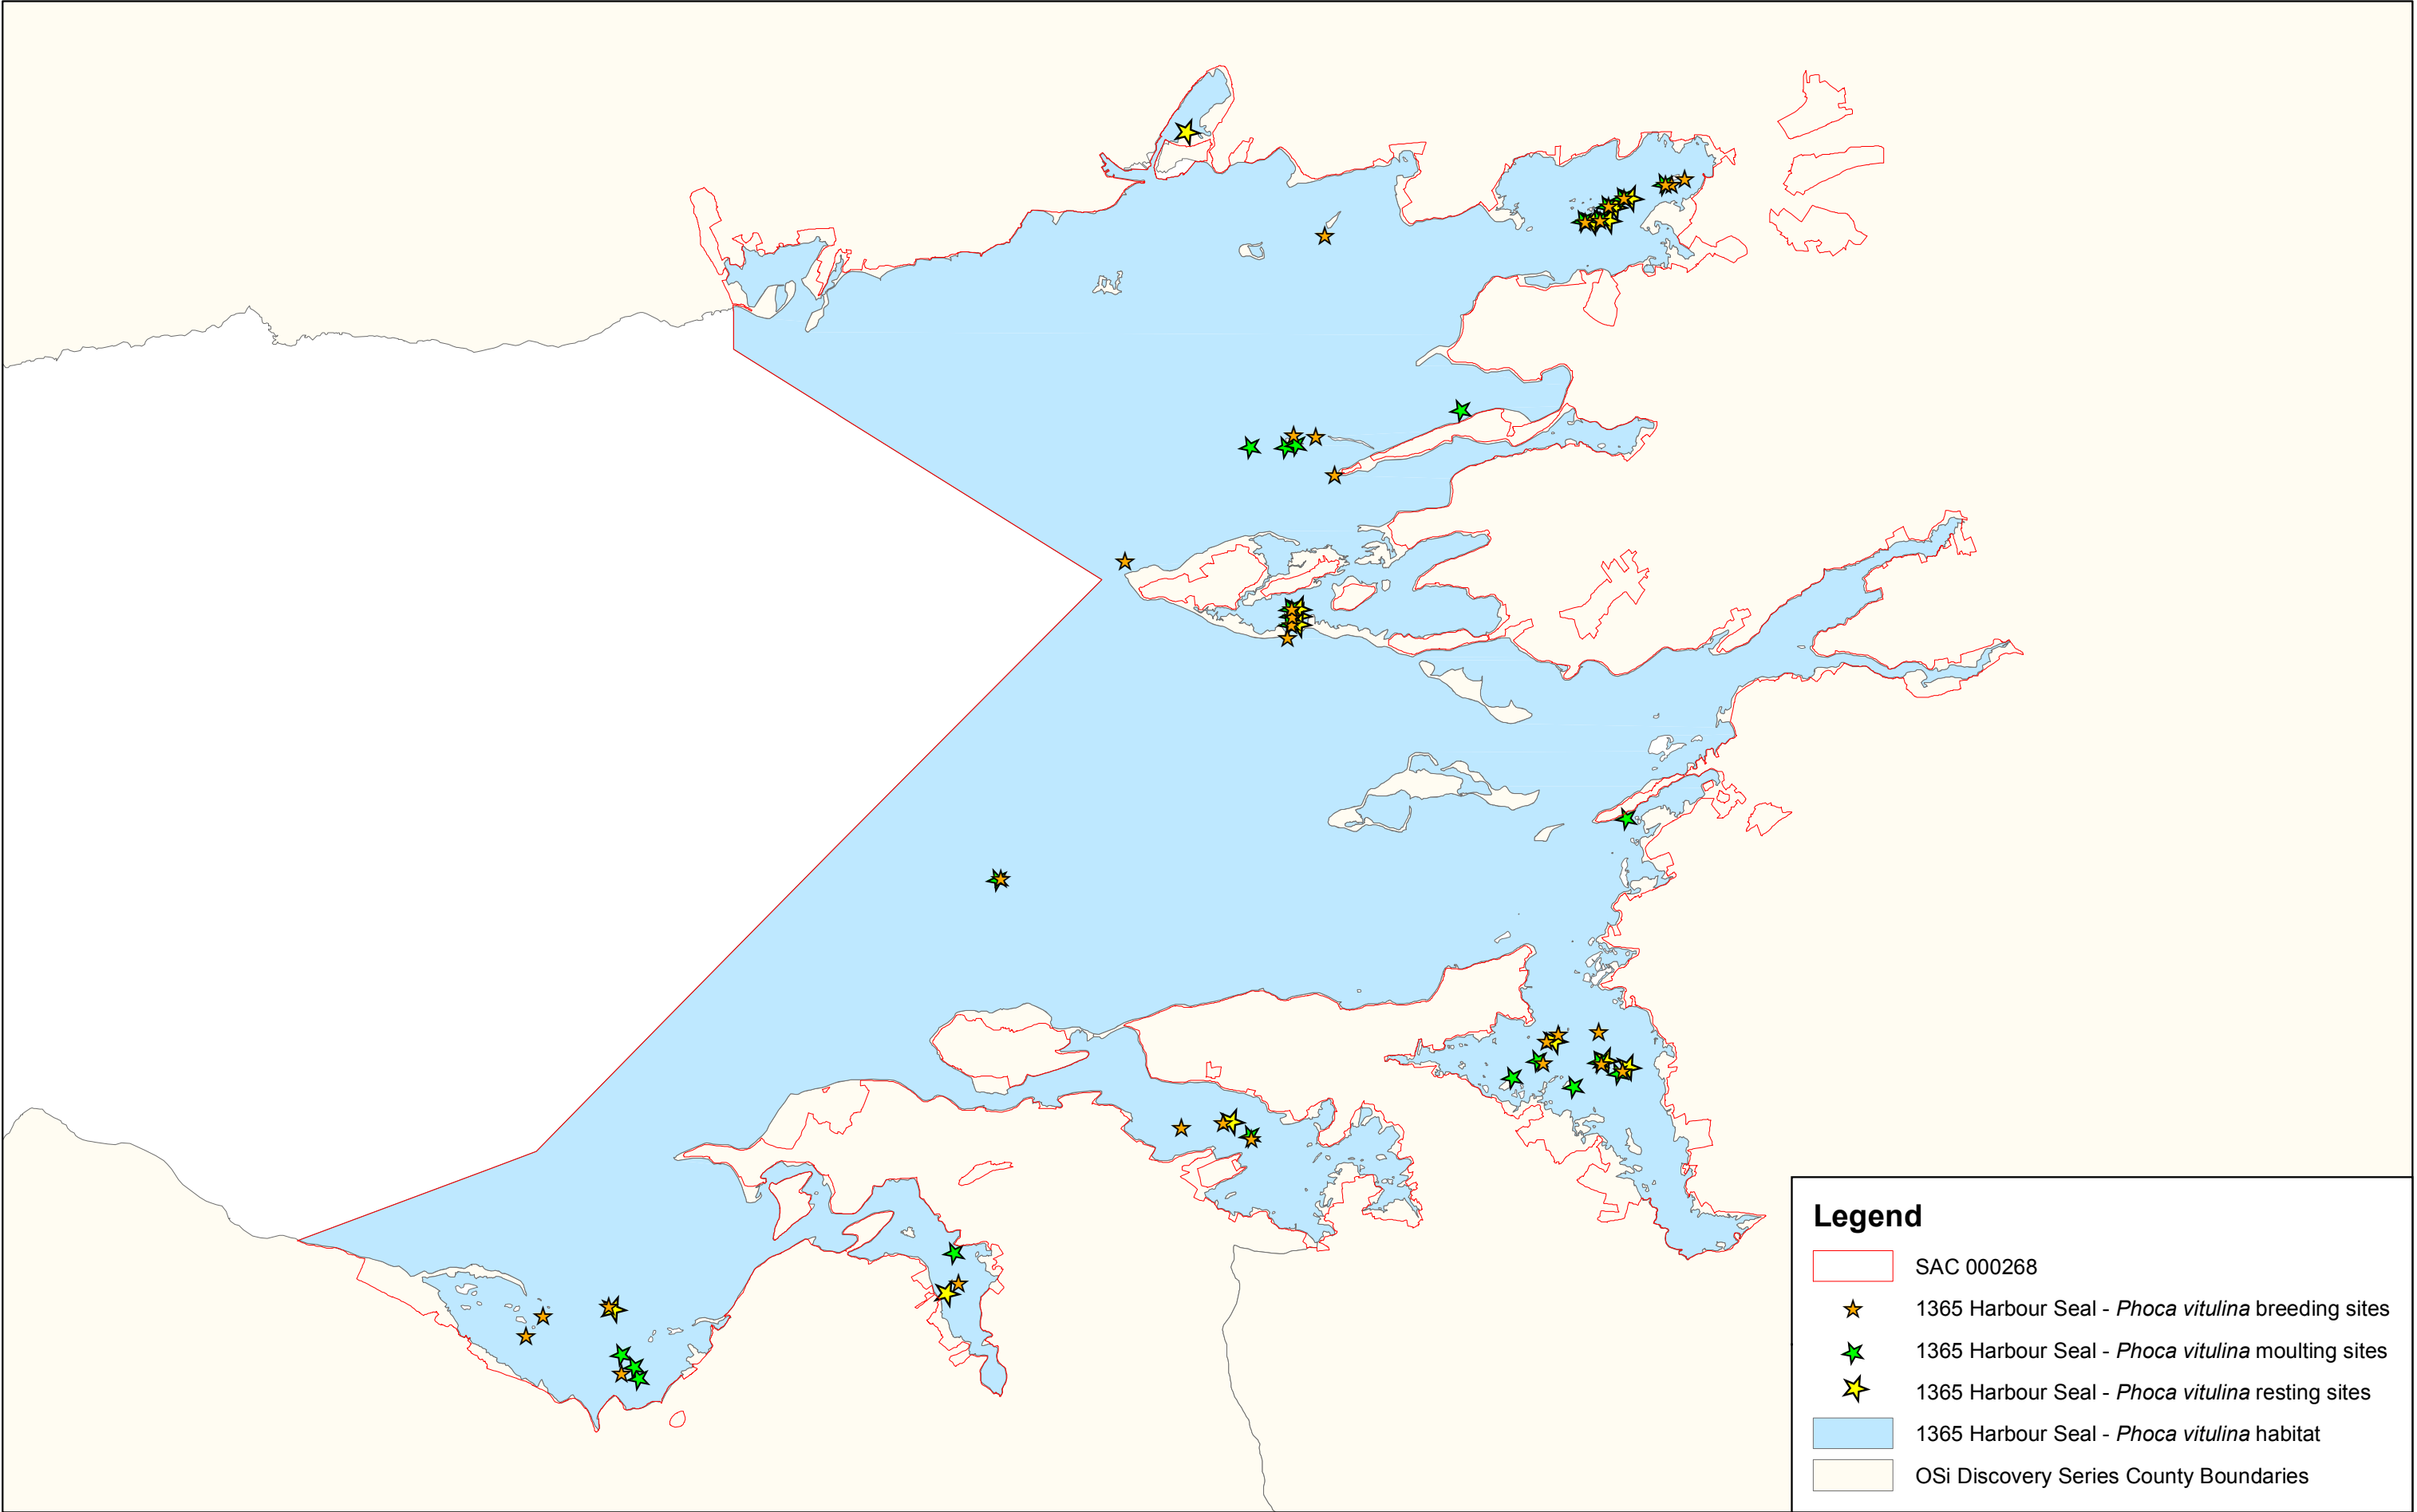 Legend
SAC 000268
1365 Harbour Seal - Phoca vitulina breeding sites
1365 Harbour Seal - Phoca vitulina moulting sites
1365 Harbour Seal - Phoca vitulina resting sites
1365 Harbour Seal - Phoca vitulina habitat
OSi Discovery Series County Boundaries